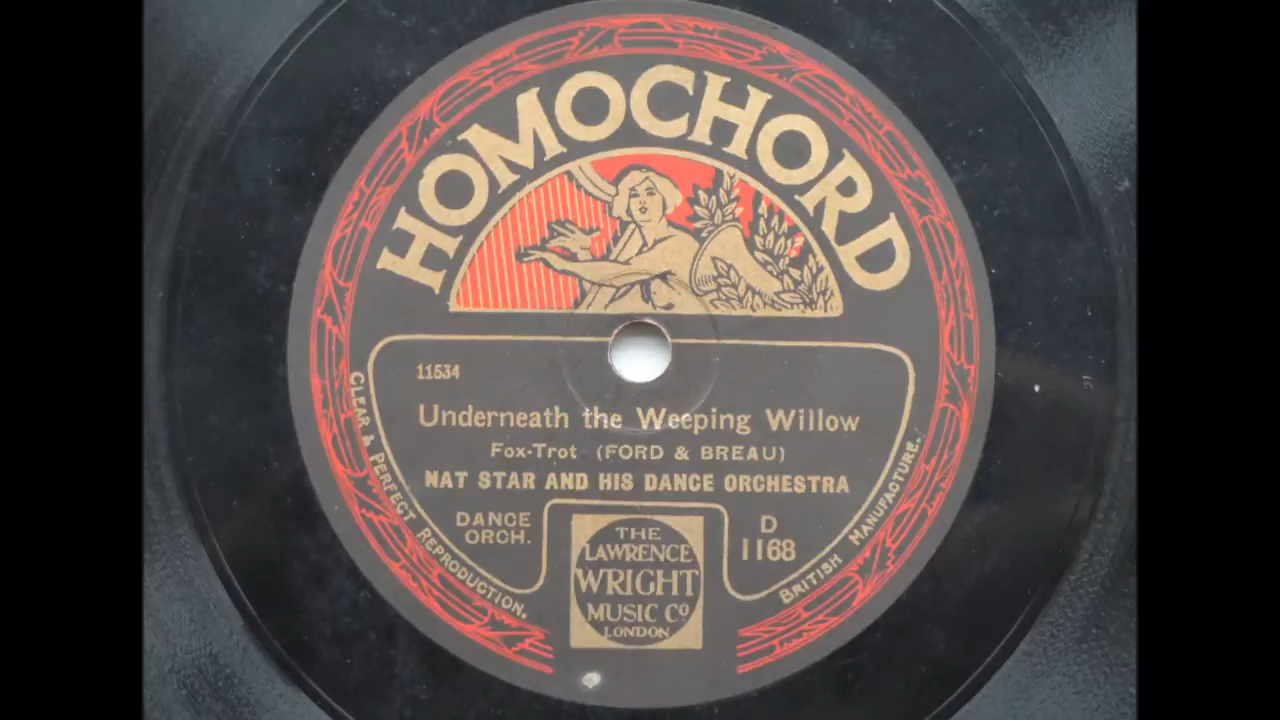 HOMOCHORD
11534
Underneath the Weeping Willow
Fox-Trot (FORD & BREAU)
NAT STAR AND HIS DANCE ORCHESTRA
DANCE
ORCH.
D
1168
THE
LAWRENCE
WRIGHT
MUSIC Cº
LONDON
CLEAR & PERFECT REPRODUCTION.
BRITISH MANUFACTURE.